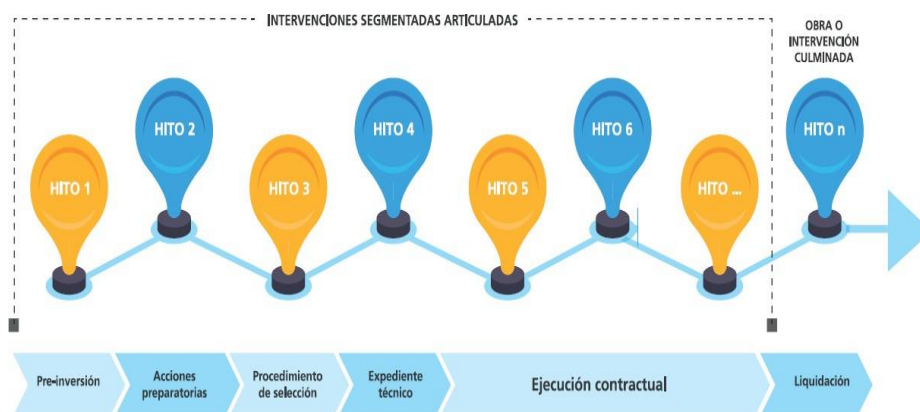 INTERVENCIONES SEGMENTADAS ARTICULADAS
OBRA O
INTERVENCIÓN
CULMINADA
HITO 1
HITO 2
HITO 3
HITO 4
HITO 5
HITO 6
HITO ...
HITO n
Pre-inversión
Acciones
preparatorias
Procedimiento
de selección
Expediente
técnico
Ejecución contractual
Liquidación